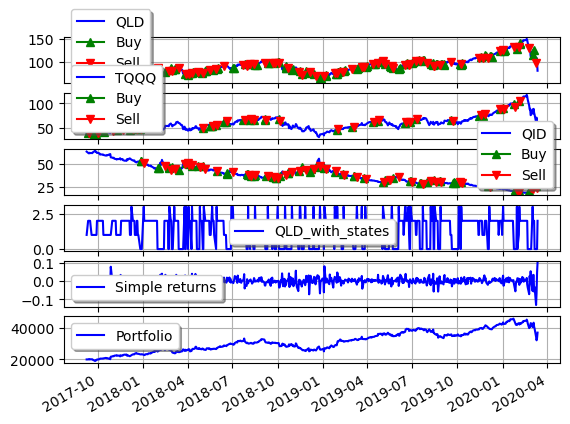 QLD
Buy
Sell
150
100
TQQQ
Buy
Sell
100
50
QID
Buy
Sell
50
25
2.5
0.0
QLD_with_states
0.1
0.0
−0.1
Simple returns
40000
20000
Portfolio
2017-10
2018-01
2018-04
2018-07
2018-10
2019-01
2019-04
2019-07
2019-10
2020-01
2020-04